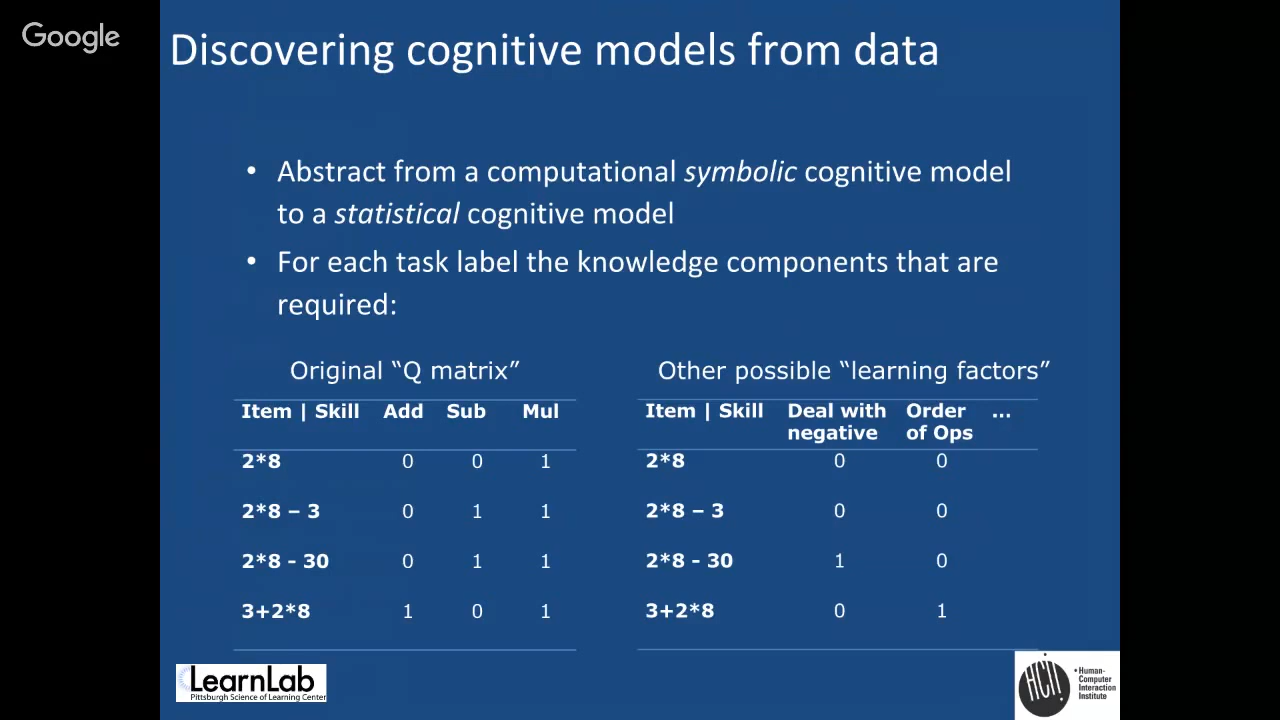 Google
Discovering cognitive models from data
• Abstract from a computational symbolic cognitive model
to a statistical cognitive model
• For each task label the knowledge components that are
required:
Original “Q matrix”
Item | Skill Add Sub Mul
2*8 0 0 1
2*8 – 3 0 1 1
2*8 - 30 0 1 1
3+2*8 1 0 1
Other possible “learning factors”
Item | Skill Deal with negative Order of Ops ...
2*8 0 0
2*8 – 3 0 0
2*8 - 30 1 0
3+2*8 0 1
LearnLab
Pittsburgh Science of Learning Center
HCII
• Human-
Computer
Interaction
Institute